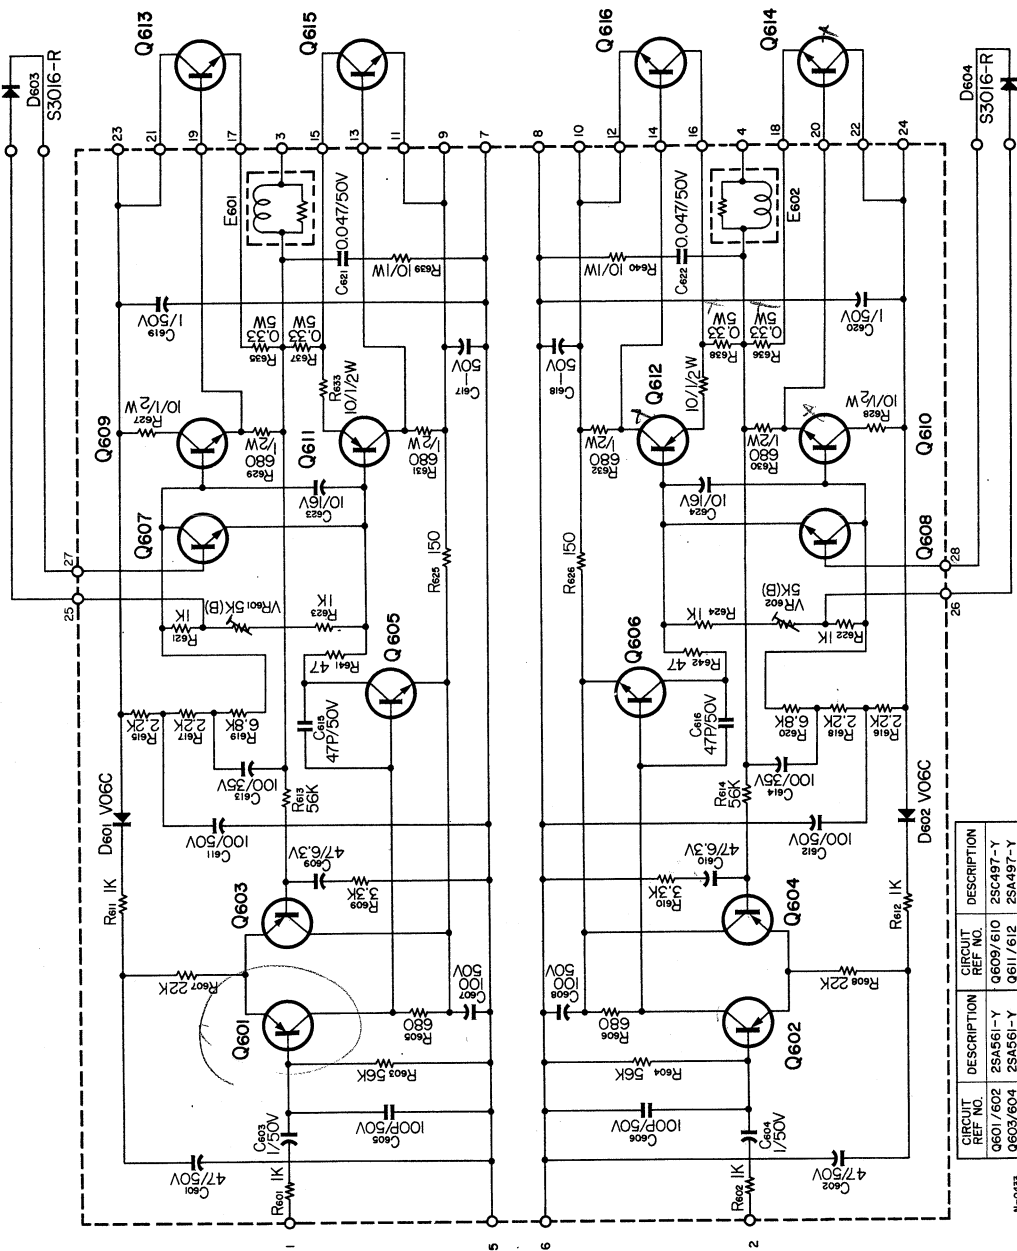 Q613
Q615
Q616
Q614
D603
S3016-R
D604
S3016-R
23
21
19
17
3
15
13
11
9
7
8
10
12
14
16
4
18
20
22
24
E601
E602
C621
0.047/50V
R639
10/1W
R640
10/1W
C622
0.047/50V
C619
1/50V
C620
1/50V
R635
0.33
5W
R637
0.33
5W
R638
0.33
5W
R636
0.33
5W
C617
1
50V
C618
1
50V
Q609
R627
10/1/2W
R629
680
1/2W
Q611
R633
10/1/2W
R631
680
1/2W
Q612
10/1/2W
R632
680
1/2W
R630
680
1/2W
R628
10/1/2W
Q610
C623
10/16V
C624
10/16V
Q607
Q608
27
25
28
26
R625 150
R626 150
R621
1K
VR601 5K(B)
R623
1K
R624
1K
VR602
5K(B)
R622
1K
Q605
Q606
R641
47
R642
47
C615
47P/50V
C616
47P/50V
R615
2.2K
R617
2.2K
R619
6.8K
R620
6.8K
R618
2.2K
R616
2.2K
C613
100/35V
C614
100/35V
R613
56K
R614
56K
D601 V06C
D602 V06C
C611
100/50V
C612
100/50V
C609
47/6.3V
R609
3.3K
C610
47/6.3V
R610
3.3K
R611 1K
R612 1K
Q603
Q604
R607
22K
R608
22K
Q601
Q602
R605
680
C607
100
50V
C608
100
50V
R606
680
R603
56K
R604
56K
C603
1/50V
C604
1/50V
C605
100P/50V
C606
100P/50V
C601
47/50V
C602
47/50V
R601 1K
R602 1K
1
5
6
2
CIRCUIT REF NO.
DESCRIPTION
CIRCUIT REF NO.
DESCRIPTION
Q601/602 2SA561-Y Q609/610 2SC497-Y
Q603/604 2SA561-Y Q611/612 2SA497-Y